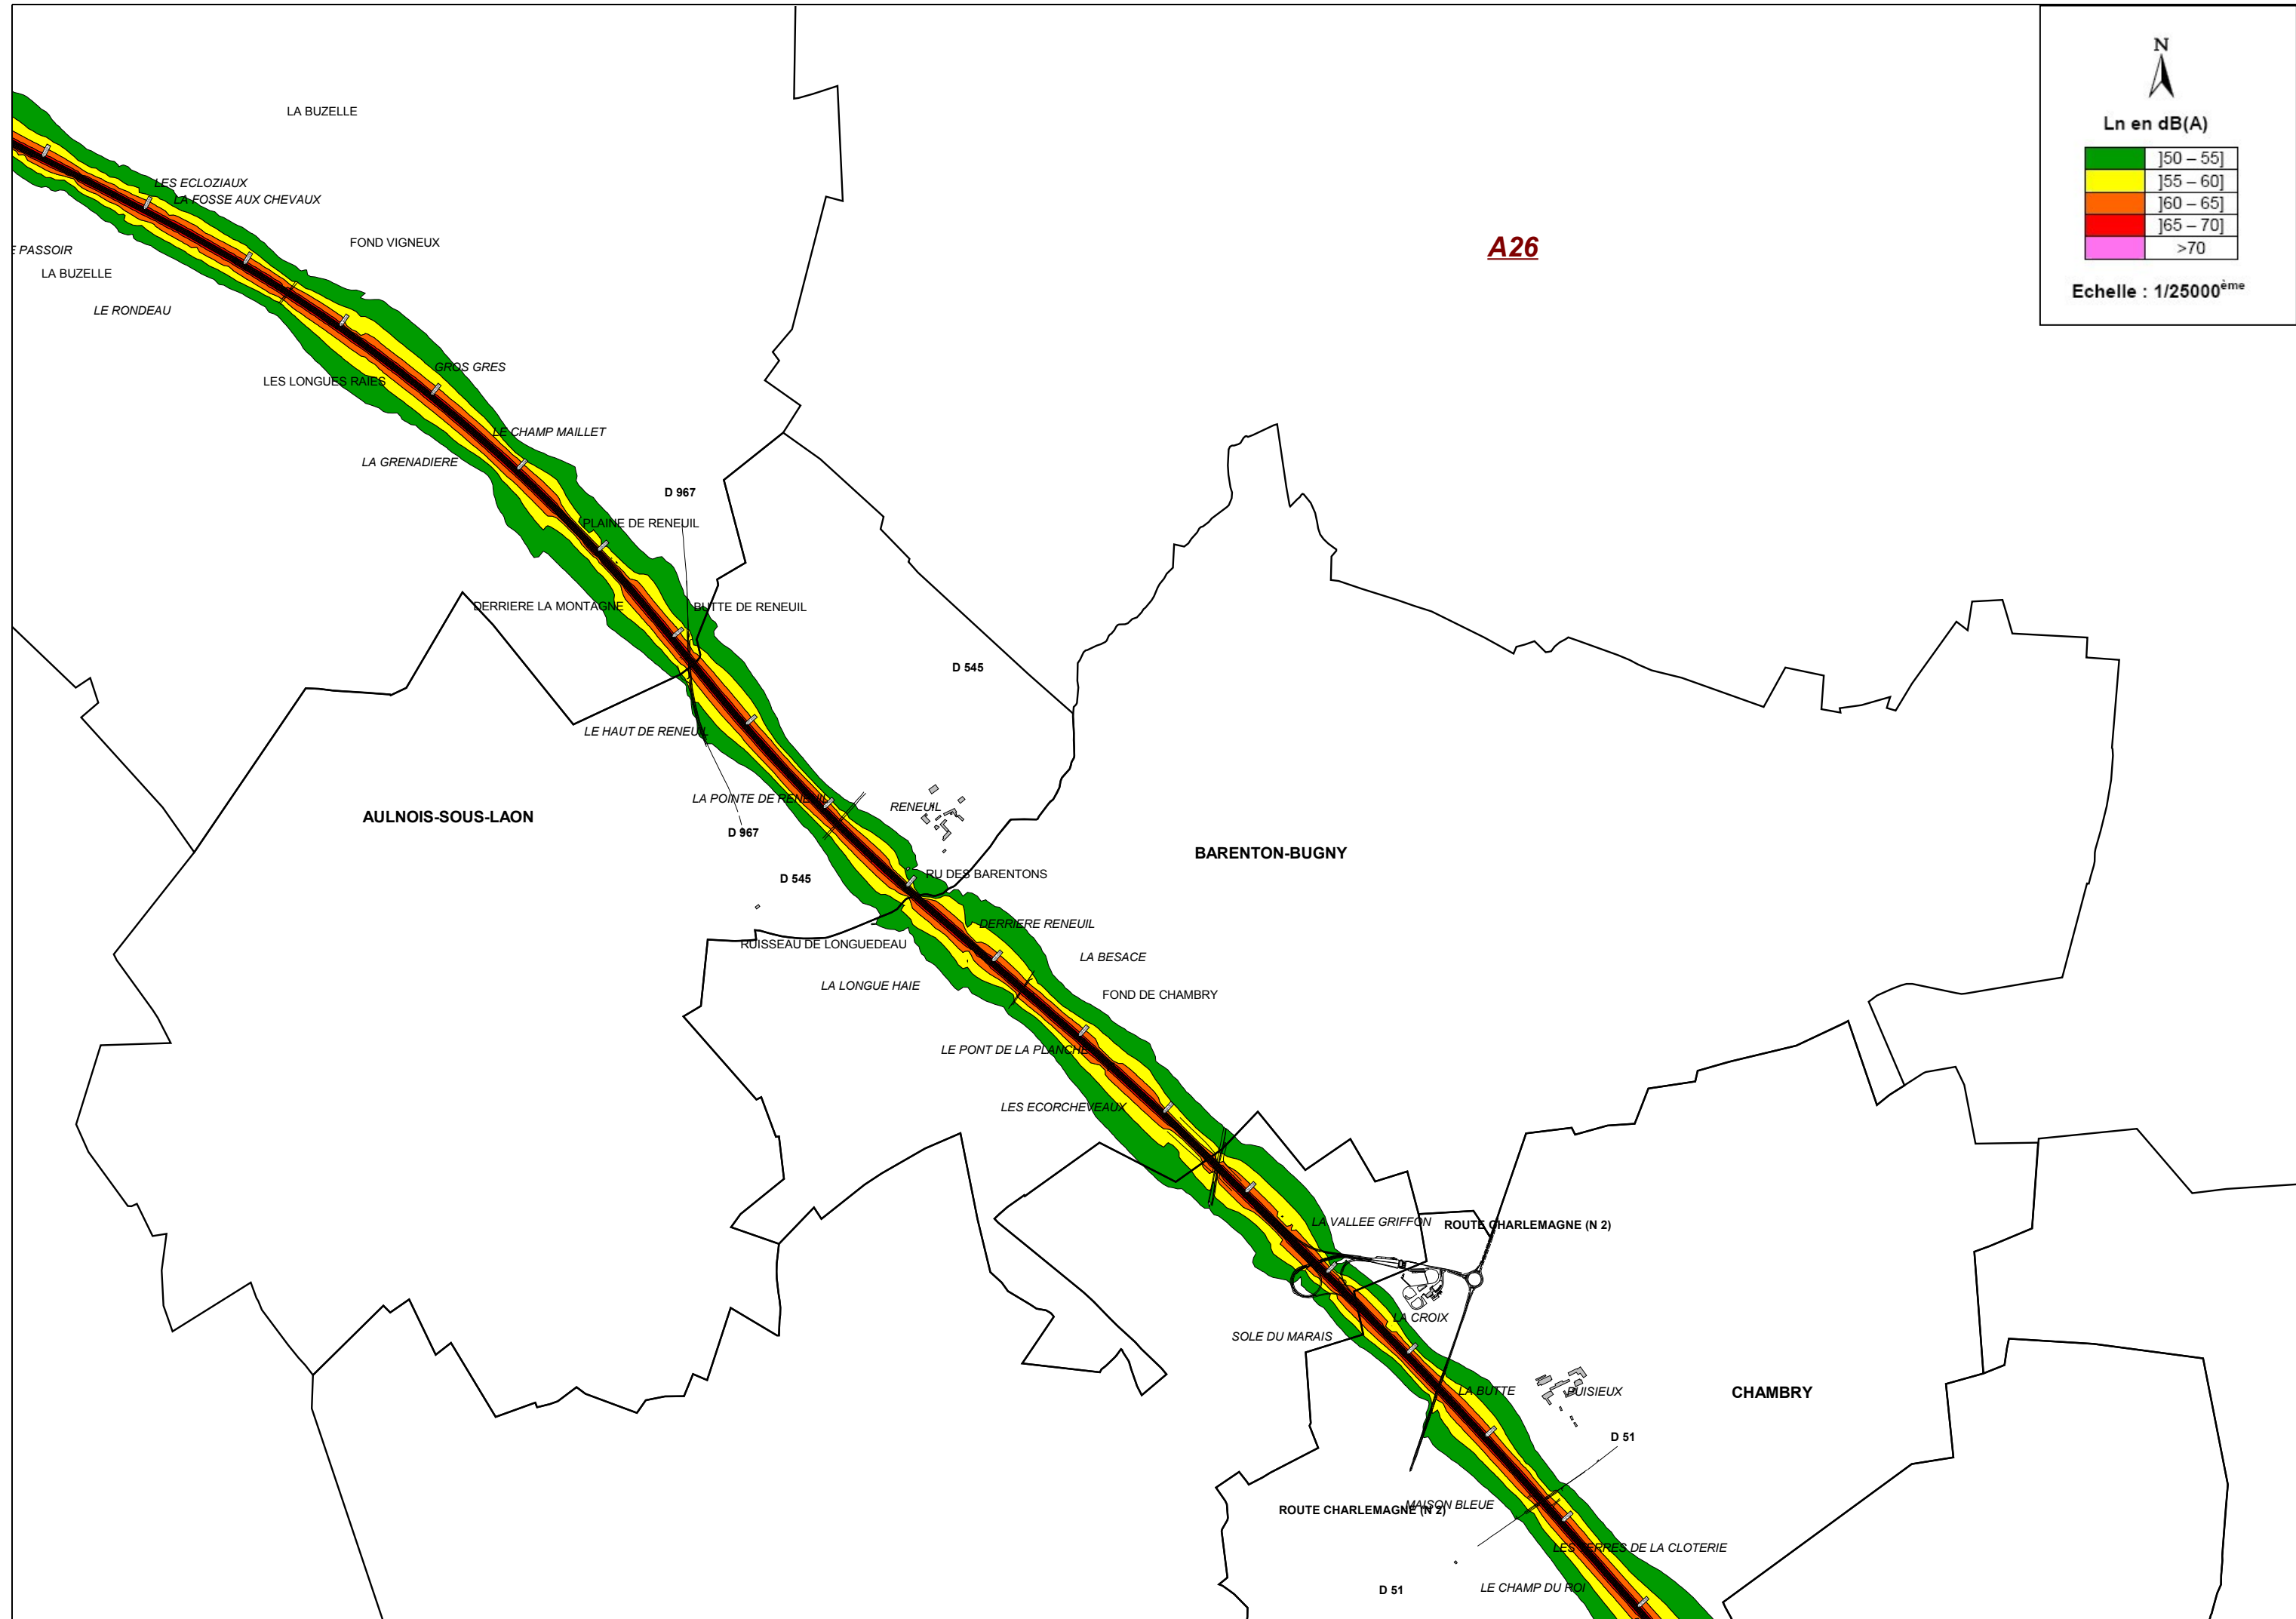 N
Ln en dB(A)
]50 – 55]
]55 – 60]
]60 – 65]
]65 – 70]
>70
Echelle : 1/25000ème
A26
LA BUZELLE
LES ECLOZIAUX
LA FOSSE AUX CHEVAUX
FOND VIGNEUX
E PASSOIR
LA BUZELLE
LE RONDEAU
GROS GRES
LES LONGUES RAIES
LE CHAMP MAILLET
LA GRENADIERE
D 967
PLAINE DE RENEUIL
DERRIERE LA MONTAGNE
BUTTE DE RENEUIL
D 545
LE HAUT DE RENEUIL
LA POINTE DE RENEUIL
RENEUIL
AULNOIS-SOUS-LAON
D 967
BARENTON-BUGNY
RU DES BARENTONS
D 545
DERRIERE RENEUIL
RUISSEAU DE LONGUEDEAU
LA BESACE
LA LONGUE HAIE
FOND DE CHAMBRY
LE PONT DE LA PLANCHE
LES ECORCHEVEAUX
LA VALLEE GRIFFON
ROUTE CHARLEMAGNE (N 2)
LA CROIX
SOLE DU MARAIS
LA BUTTE
PUISIEUX
CHAMBRY
D 51
MAISON BLEUE
ROUTE CHARLEMAGNE (N 2)
LES TERRES DE LA CLOTERIE
LE CHAMP DU ROI
D 51